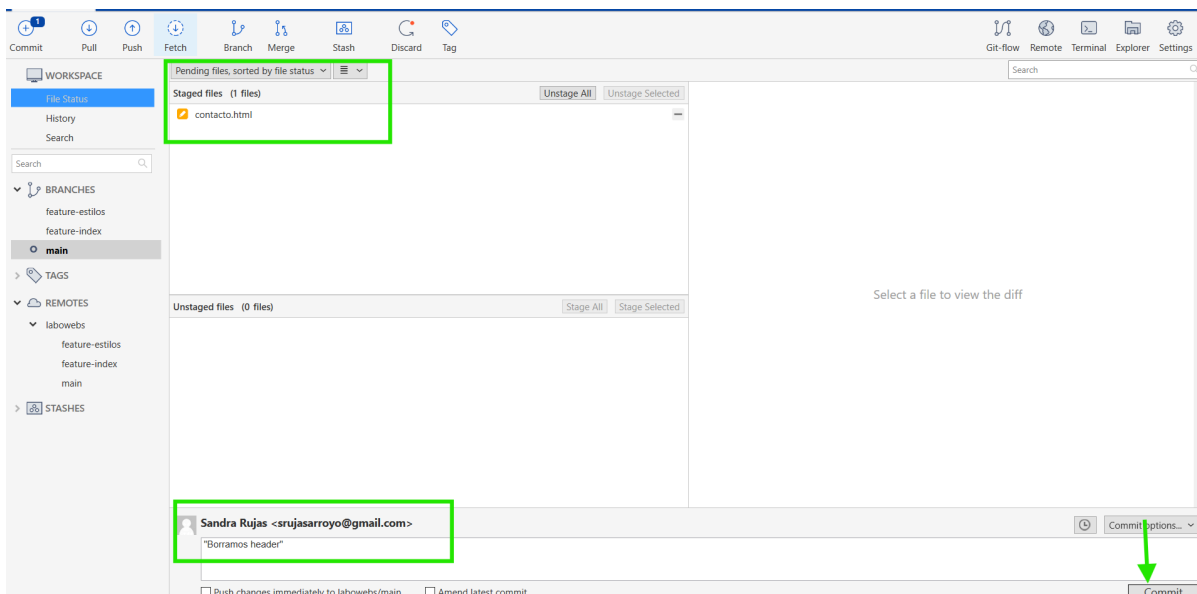 1
Commit Pull Push Fetch Branch Merge Stash Discard Tag Git-flow Remote Terminal Explorer Settings
WORKSPACE
File Status
History
Search
Search
BRANCHES
feature-estilos
feature-index
main
TAGS
REMOTES
labowebs
feature-estilos
feature-index
main
STASHES
Pending files, sorted by file status
Search
Staged files (1 files) Unstage All Unstage Selected
contacto.html
Unstaged files (0 files) Stage All Stage Selected
Select a file to view the diff
Sandra Rujas <srujasarroyo@gmail.com>
Commit options...
"Borramos header"
Push changes immediately to labowebs/main Amend latest commit
Commit